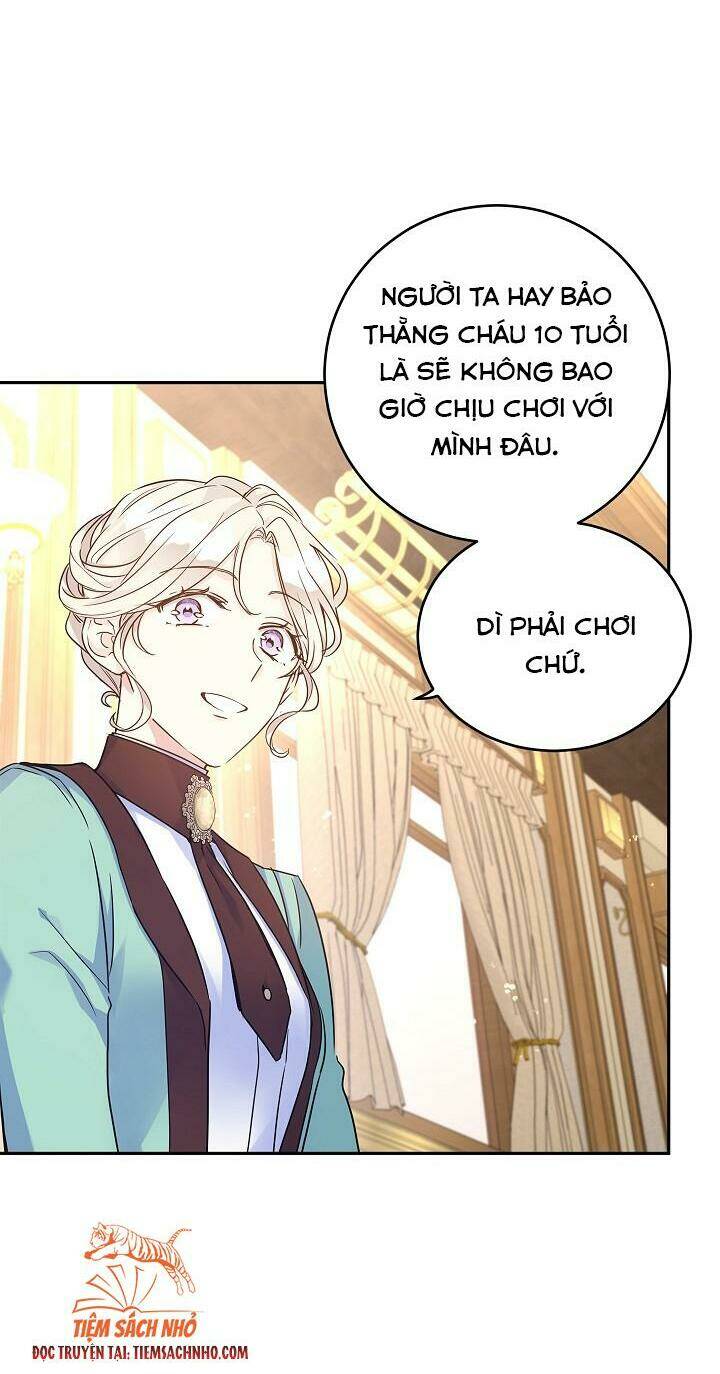 NGƯỜI TA HAY BẢO
THẰNG CHÁU 10 TUỔI
LÀ SẼ KHÔNG BAO
GIỜ CHỊU CHƠI VỚI
MÌNH ĐÂU.
DÌ PHẢI CHƠI
CHỨ.
TIỆM SÁCH NHỎ
ĐỌC TRUYỆN TẠI: TIEMSACHNHO.COM